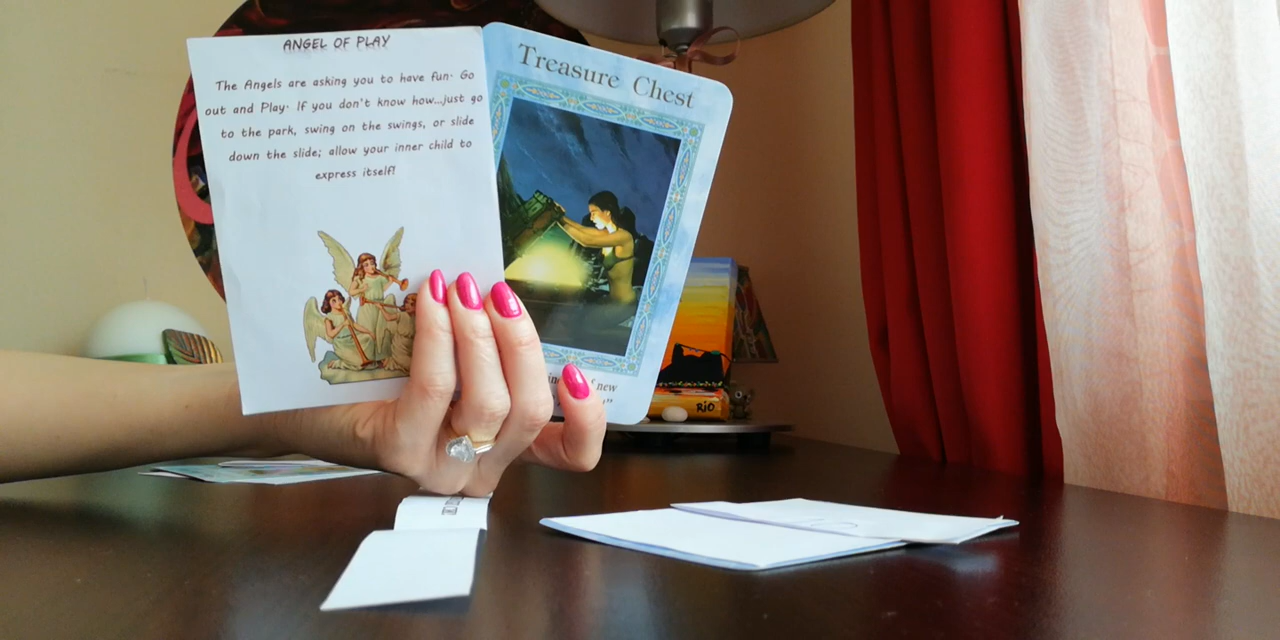 ANGEL OF PLAY
The Angels are asking you to have fun. Go
out and Play. If you don't know how...just go
to the park, swing on the swings, or slide
down the slide; allow your inner child to
express itself!
Treasure Chest
of new
RIO